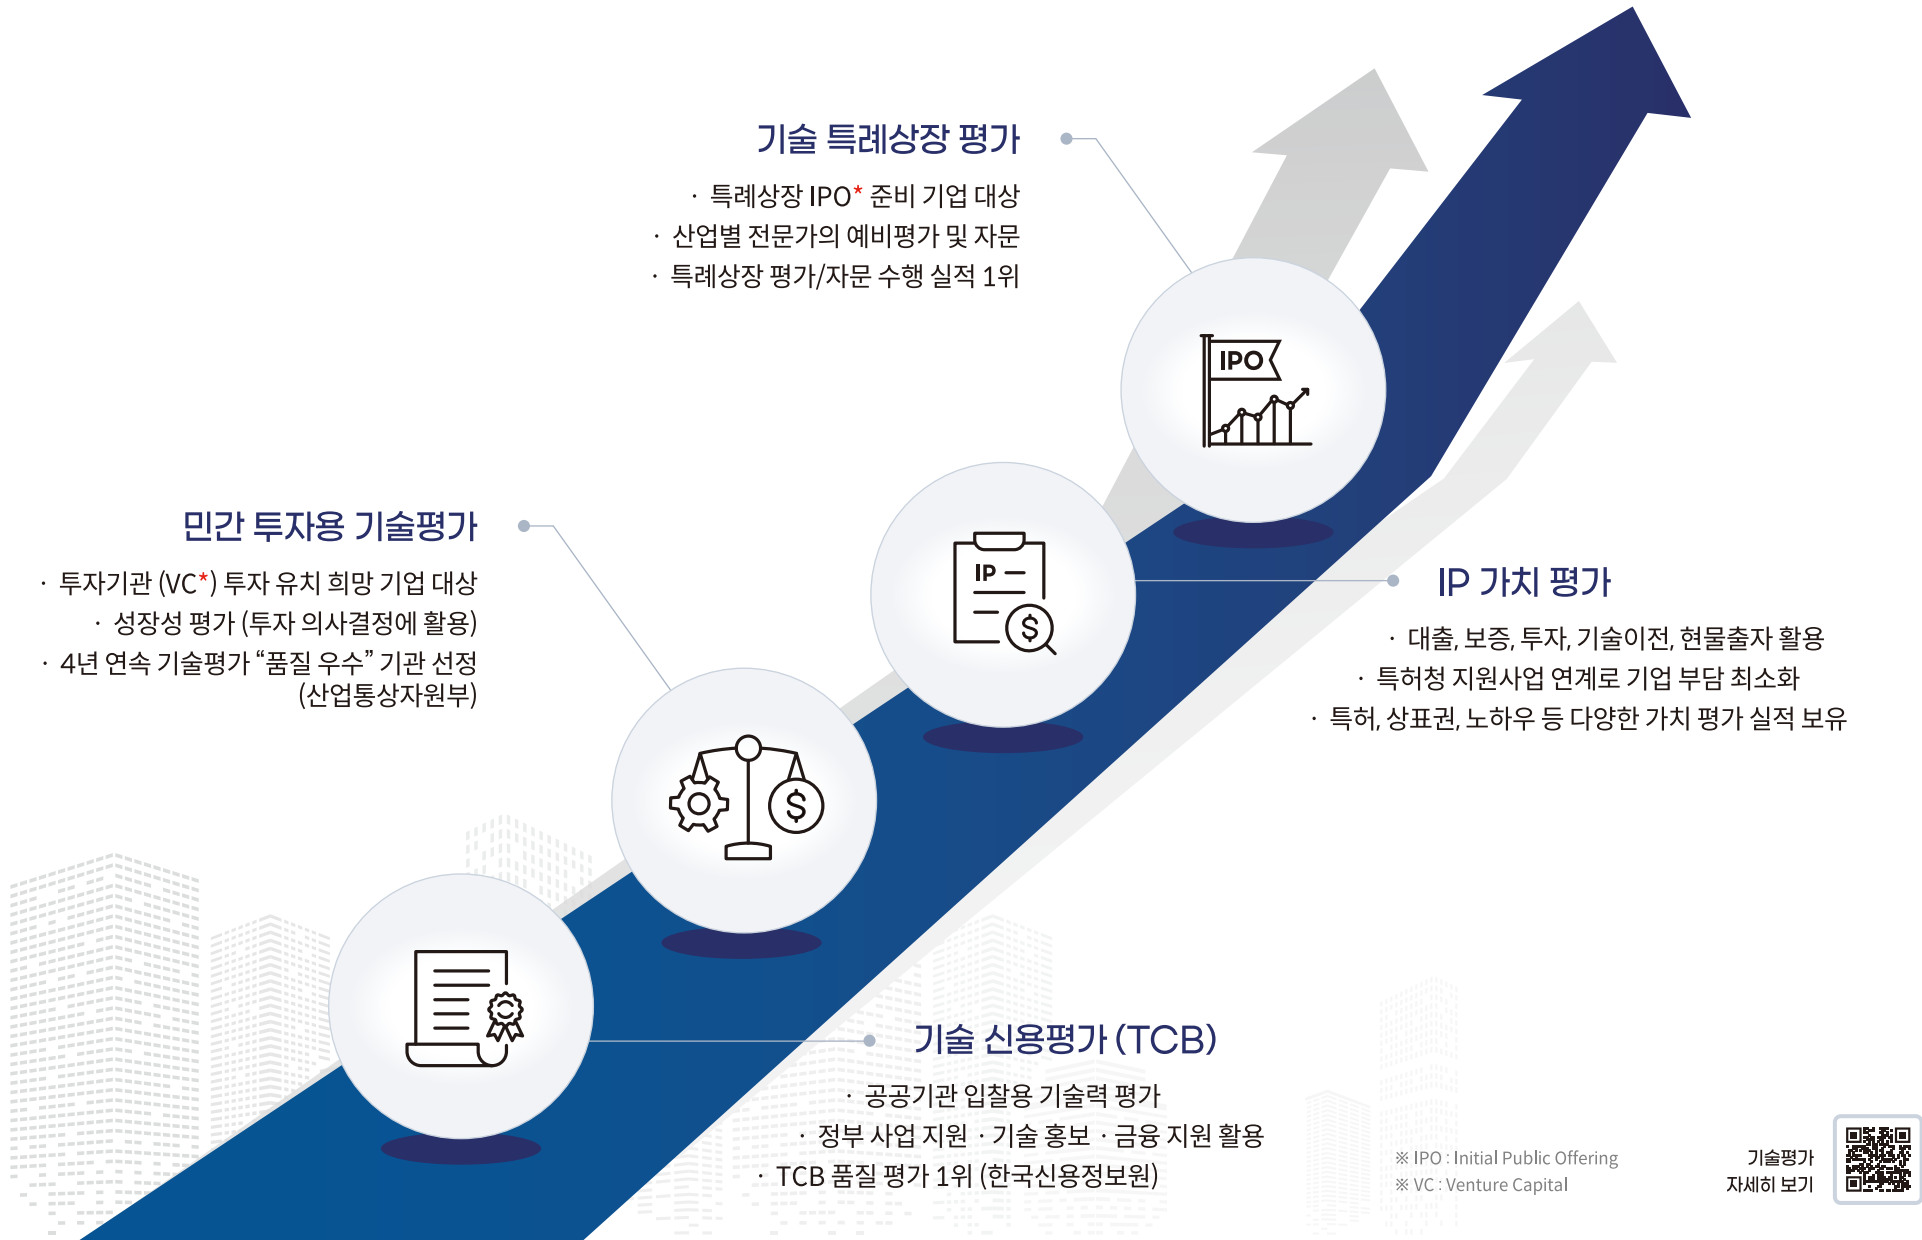 기술 특례상장 평가
· 특례상장 IPO* 준비 기업 대상
· 산업별 전문가의 예비평가 및 자문
· 특례상장 평가/자문 수행 실적 1위
IPO
민간 투자용 기술평가
· 투자기관 (VC*) 투자 유치 희망 기업 대상
· 성장성 평가 (투자 의사결정에 활용)
· 4년 연속 기술평가 “품질 우수” 기관 선정
(산업통상자원부)
IP
$
IP 가치 평가
· 대출, 보증, 투자, 기술이전, 현물출자 활용
· 특허청 지원사업 연계로 기업 부담 최소화
· 특허, 상표권, 노하우 등 다양한 가치 평가 실적 보유
$
기술 신용평가 (TCB)
· 공공기관 입찰용 기술력 평가
· 정부 사업 지원 · 기술 홍보 · 금융 지원 활용
· TCB 품질 평가 1위 (한국신용정보원)
※ IPO : Initial Public Offering
※ VC : Venture Capital
기술평가
자세히 보기